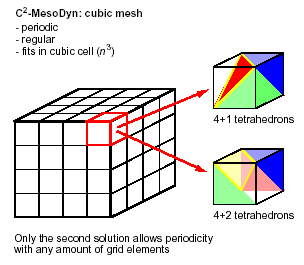 C²-MesoDyn: cubic mesh
- periodic
- regular
- fits in cubic cell (n³)
4+1 tetrahedrons
4+2 tetrahedrons
Only the second solution allows periodicity
with any amount of grid elements